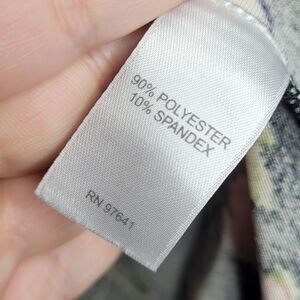 90% POLYESTER
10% SPANDEX
RN 97641